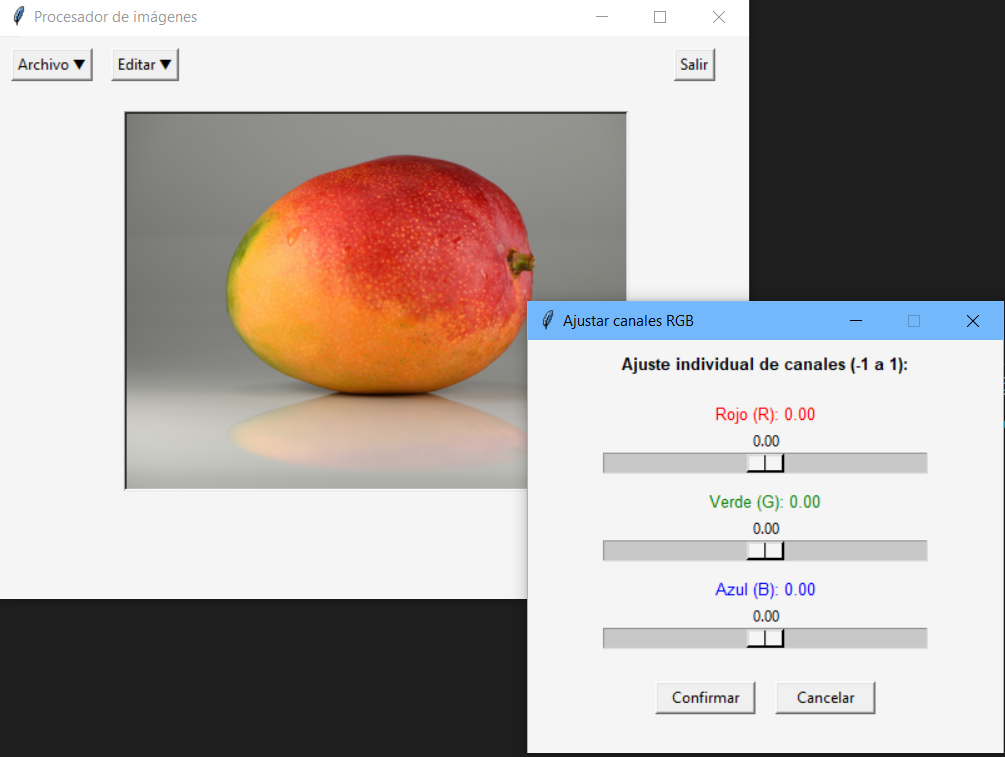 Procesador de imágenes
Archivo ▼
Editar ▼
Salir
Ajustar canales RGB
Ajuste individual de canales (-1 a 1):
Rojo (R): 0.00
0.00
Verde (G): 0.00
0.00
Azul (B): 0.00
0.00
Confirmar
Cancelar